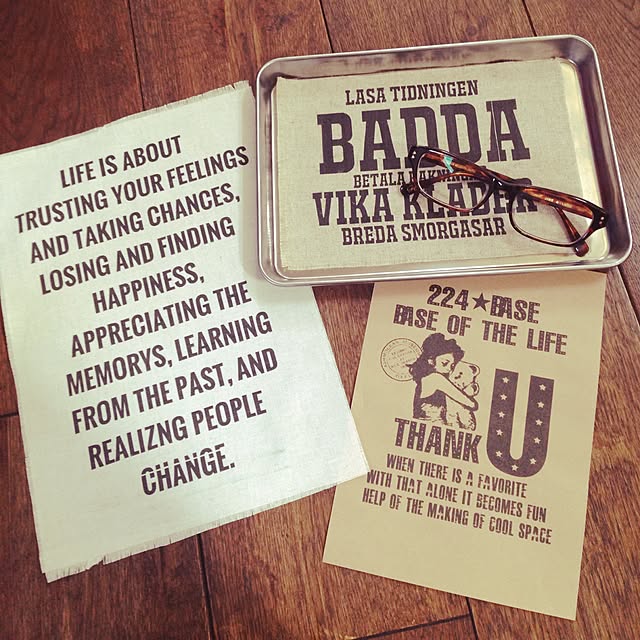 LIFE IS ABOUT
TRUSTING YOUR FEELINGS
AND TAKING CHANCES,
LOSING AND FINDING
HAPPINESS,
APPRECIATING THE
MEMORYS, LEARNING
FROM THE PAST, AND
REALIZNG PEOPLE
CHANGE.
LASA TIDNINGEN
BADDA
BETALA
VIKA KLADER
BREDA SMORGASAR
224★BASE
BASE OF THE LIFE
THANK U
WHEN THERE IS A FAVORITE
WITH THAT ALONE IT BECOMES FUN
HELP OF THE MAKING OF COOL SPACE